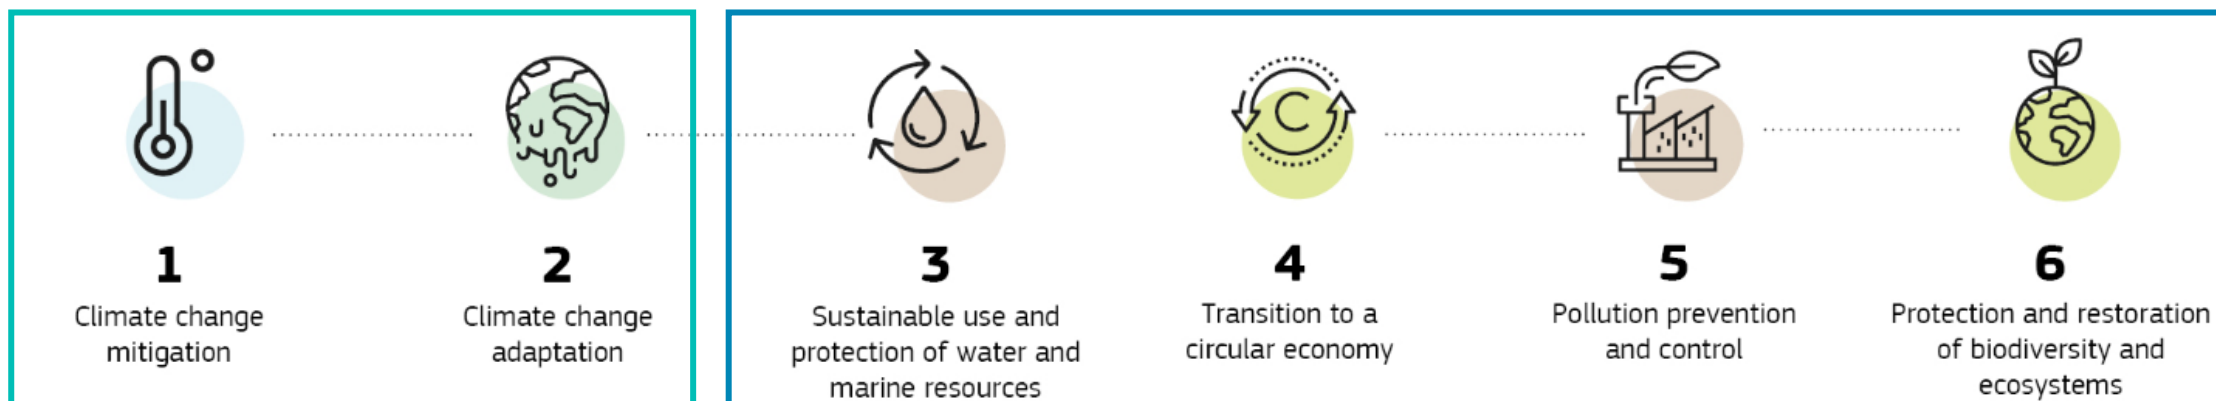 1
Climate change
mitigation
2
Climate change
adaptation
3
Sustainable use and
protection of water and
marine resources
4
Transition to a
circular economy
5
Pollution prevention
and control
6
Protection and restoration
of biodiversity and
ecosystems